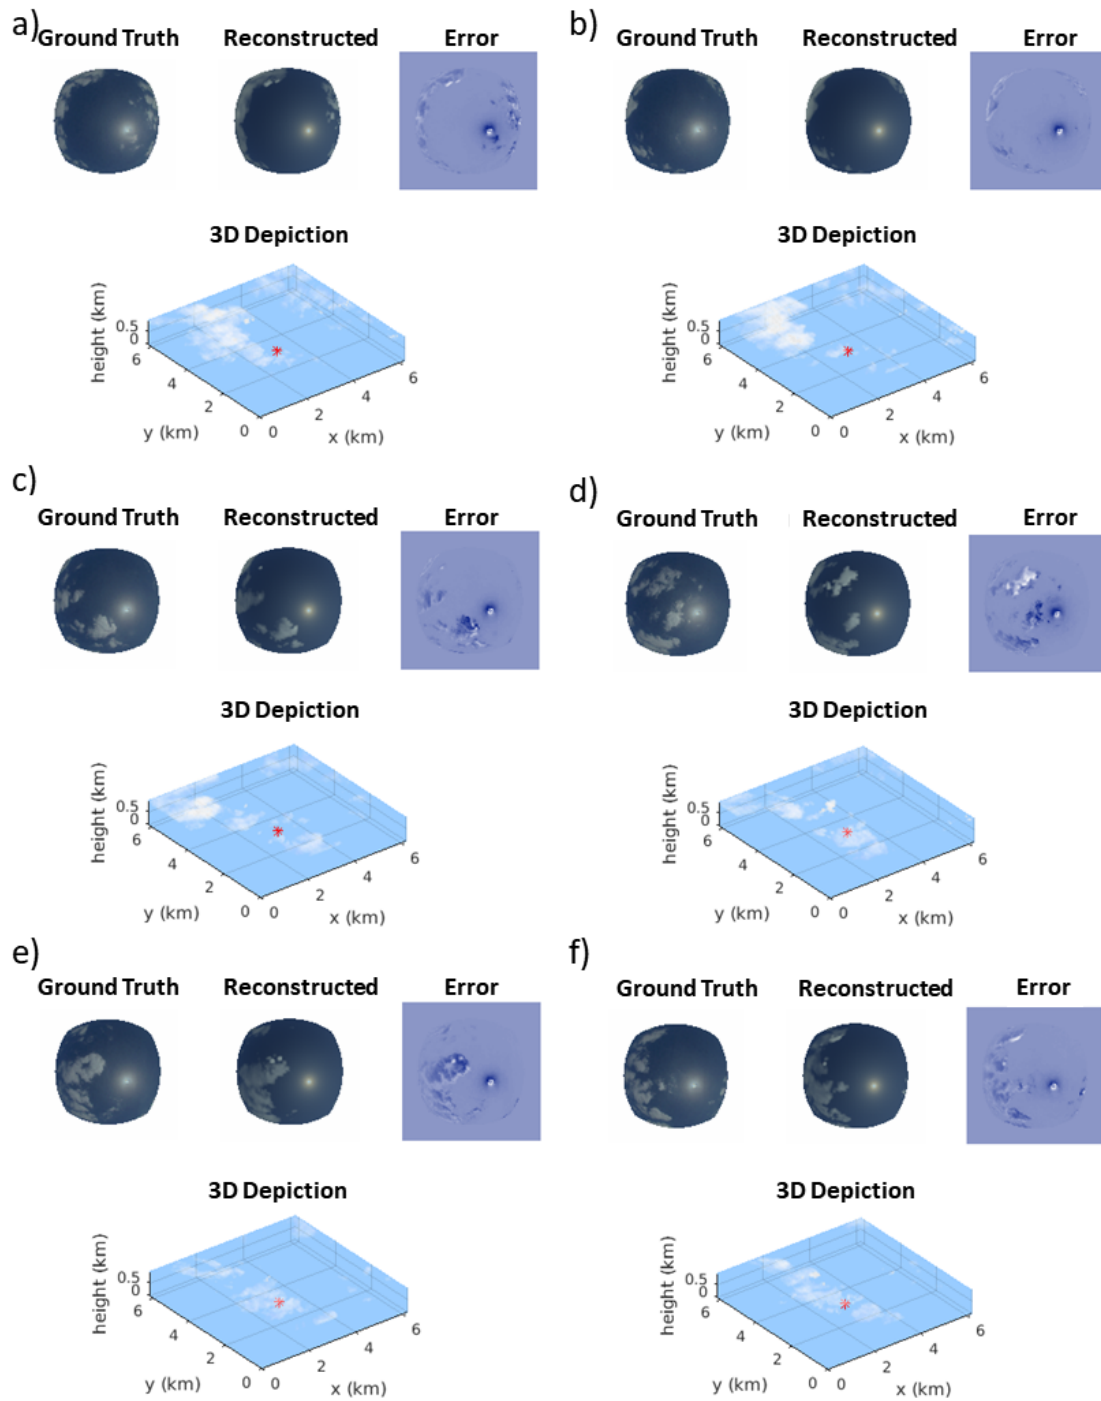 a) b)
Ground Truth Reconstructed Error Ground Truth Reconstructed Error
3D Depiction 3D Depiction
height (km) 0.5 0 6 4 2 0 y (km) 0 2 4 6 x (km) height (km) 0.5 0 6 4 2 0 y (km) 0 2 4 6 x (km)
c) d)
Ground Truth Reconstructed Error Ground Truth Reconstructed Error
3D Depiction 3D Depiction
height (km) 0.5 0 6 4 2 0 y (km) 0 2 4 6 x (km) height (km) 0.5 0 6 4 2 0 y (km) 0 2 4 6 x (km)
e) f)
Ground Truth Reconstructed Error Ground Truth Reconstructed Error
3D Depiction 3D Depiction
height (km) 0.5 0 6 4 2 0 y (km) 0 2 4 6 x (km) height (km) 0.5 0 6 4 2 0 y (km) 0 2 4 6 x (km)